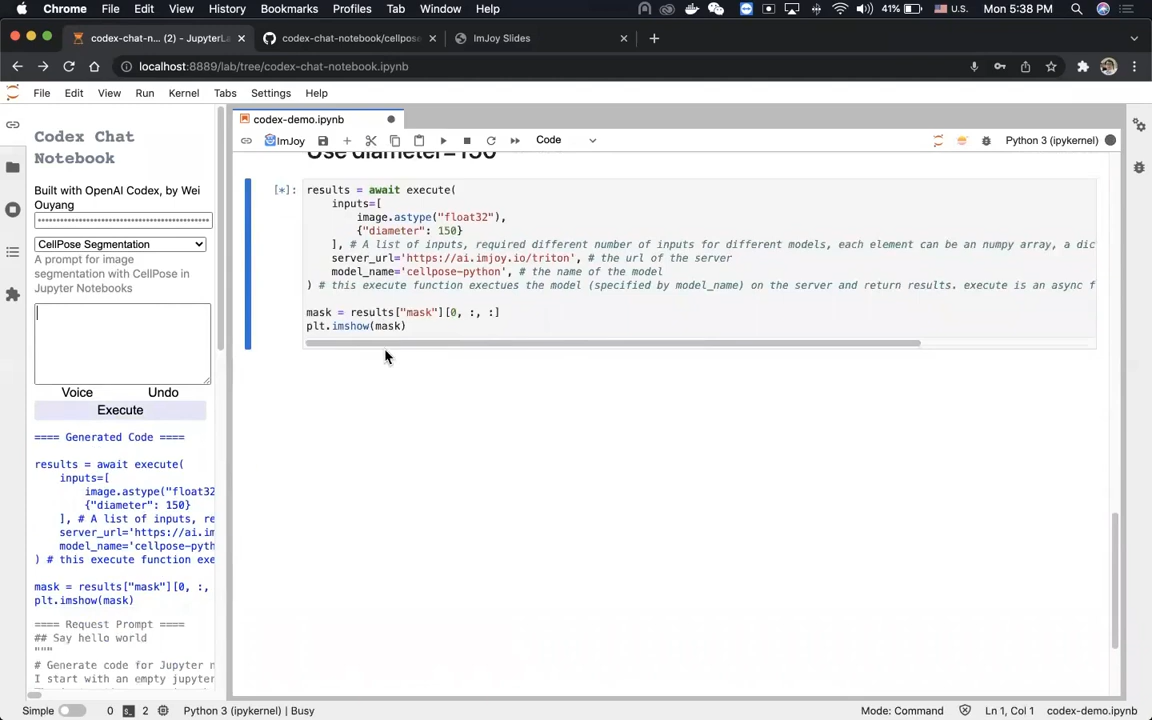 Chrome File Edit View History Bookmarks Profiles Tab Window Help 41% U.S. Mon 5:38 PM
codex-chat-n... (2) - JupyterLa codex-chat-notebook/cellpose ImJoy Slides
localhost:8889/lab/tree/codex-chat-notebook.ipynb
File Edit View Run Kernel Tabs Settings Help
codex-demo.ipynb
ImJoy Code Python 3 (ipykernel)
Codex Chat
Notebook
Built with OpenAI Codex, by Wei
Ouyang
CellPose Segmentation
A prompt for image
segmentation with CellPose in
Jupyter Notebooks
Voice Undo
Execute
==== Generated Code ====
results = await execute(
inputs=[
image.astype("float32
{"diameter": 150}
], # A list of inputs, re
server_url='https://ai.im
model_name='cellpose-pyth
) # this execute function exe
mask = results["mask"][0, :,
plt.imshow(mask)
==== Request Prompt ====
## Say hello world
"""
# Generate code for Jupyter n
I start with an empty jupyter
Use diameter=150
[*]: results = await execute(
inputs=[
image.astype("float32"),
{"diameter": 150}
], # A list of inputs, required different number of inputs for different models, each element can be an numpy array, a dic
server_url='https://ai.imjoy.io/triton', # the url of the server
model_name='cellpose-python', # the name of the model
) # this execute function exectues the model (specified by model_name) on the server and return results. execute is an async f
mask = results["mask"][0, :, :]
plt.imshow(mask)
Simple 0 2 Python 3 (ipykernel) | Busy Mode: Command Ln 1, Col 1 codex-demo.ipynb